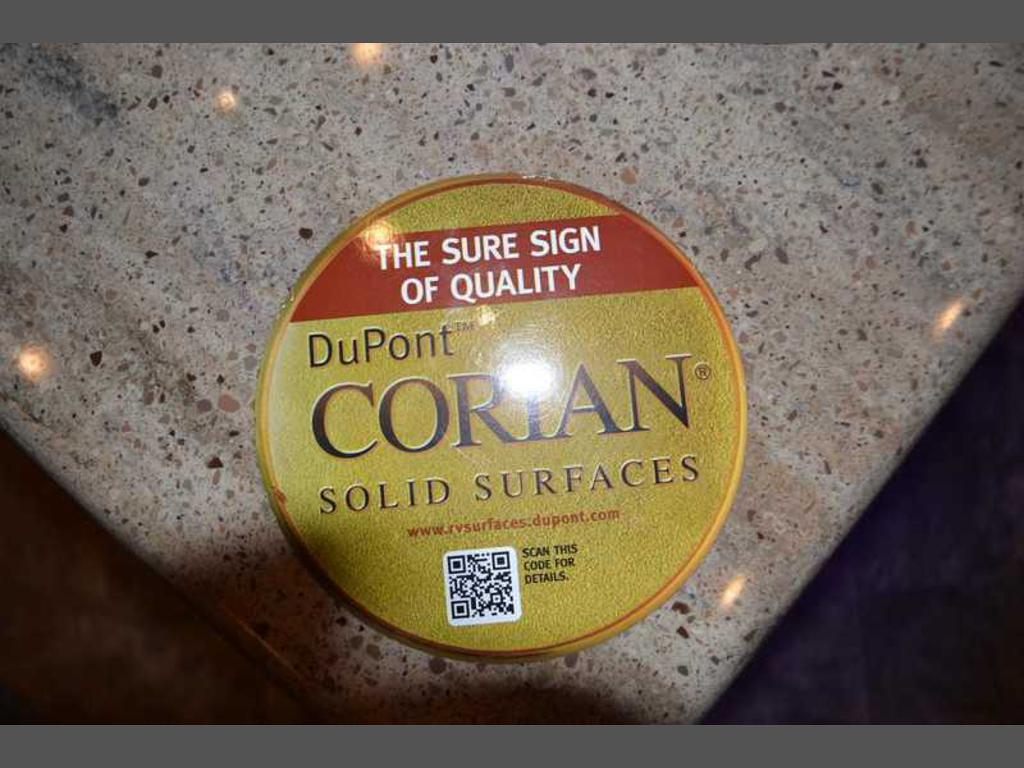 THE SURE SIGN
OF QUALITY
DuPont™
CORIAN®
SOLID SURFACES
www.rvsurfaces.dupont.com
SCAN THIS
CODE FOR
DETAILS.